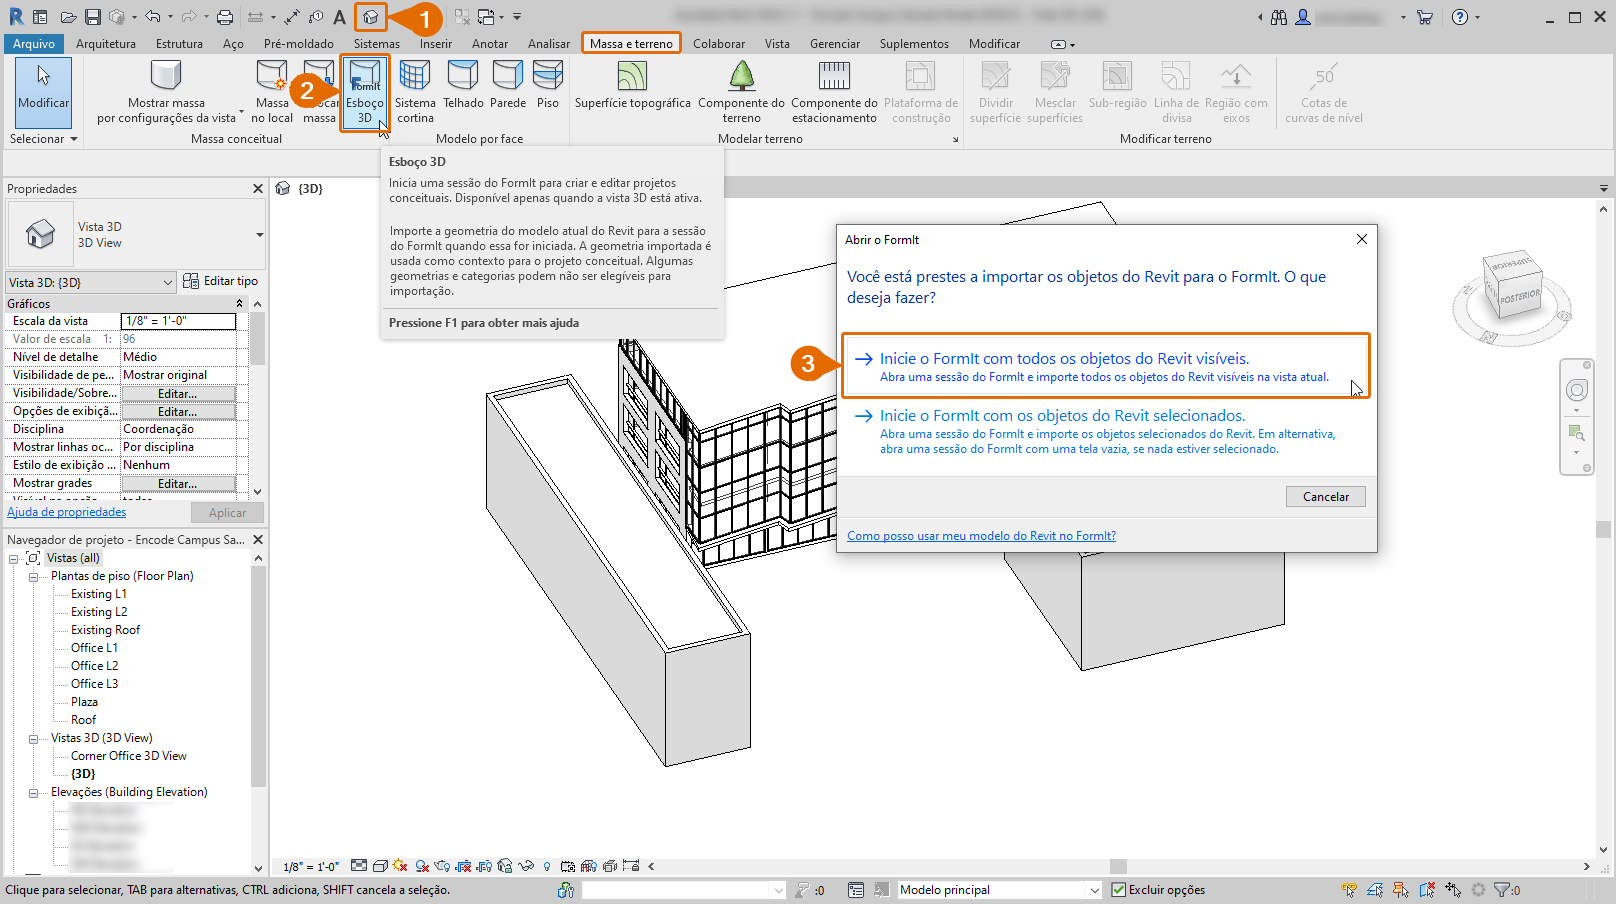 1
Arquivo
Arquitetura
Estrutura
Aço
Pré-moldado
Sistemas
Inserir
Anotar
Analisar
Massa e terreno
Colaborar
Vista
Gerenciar
Suplementos
Modificar
2
Modificar
Mostrar massa
por configurações da vista
Massa
no local
massa
FormIt
Esboço
3D
Sistema
cortina
Telhado
Parede
Piso
Superfície topográfica
Componente do
terreno
Componente do
estacionamento
Plataforma de
construção
Dividir
superfície
Mesclar
superfícies
Sub-região
Linha de
divisa
Região com
eixos
50
Cotas de
curvas de nível
Selecionar
Massa conceitual
Modelo por face
Modelar terreno
Modificar terreno
Esboço 3D
Inicia uma sessão do FormIt para criar e editar projetos
conceituais. Disponível apenas quando a vista 3D está ativa.
Importe a geometria do modelo atual do Revit para a sessão
do FormIt quando essa for iniciada. A geometria importada é
usada como contexto para o projeto conceitual. Algumas
geometrias e categorias podem não ser elegíveis para
importação.
Pressione F1 para obter mais ajuda
Propriedades
{3D}
Vista 3D
3D View
Vista 3D: {3D}
Editar tipo
Gráficos
Escala da vista
1/8" = 1'-0"
Valor de escala 1:
96
Nível de detalhe
Médio
Visibilidade de pe...
Mostrar original
Visibilidade/Sobre...
Editar...
Opções de exibiçã...
Editar...
Disciplina
Coordenação
Mostrar linhas oc...
Por disciplina
Estilo de exibição ...
Nenhum
Mostrar grades
Editar...
Ajuda de propriedades
Aplicar
Navegador de projeto - Encode Campus Sa...
Vistas (all)
Plantas de piso (Floor Plan)
Existing L1
Existing L2
Existing Roof
Office L1
Office L2
Office L3
Plaza
Roof
Vistas 3D (3D View)
Corner Office 3D View
{3D}
Elevações (Building Elevation)
Abrir o FormIt
Você está prestes a importar os objetos do Revit para o FormIt. O que
deseja fazer?
3
Inicie o FormIt com todos os objetos do Revit visíveis.
Abra uma sessão do FormIt e importe todos os objetos do Revit visíveis na vista atual.
Inicie o FormIt com os objetos do Revit selecionados.
Abra uma sessão do FormIt e importe os objetos selecionados do Revit. Em alternativa,
abra uma sessão do FormIt com uma tela vazia, se nada estiver selecionado.
Cancelar
Como posso usar meu modelo do Revit no FormIt?
SUPERIOR
POSTERIOR
1/8" = 1'-0"
Clique para selecionar, TAB para alternativas, CTRL adiciona, SHIFT cancela a seleção.
:0
Modelo principal
Excluir opções
:0